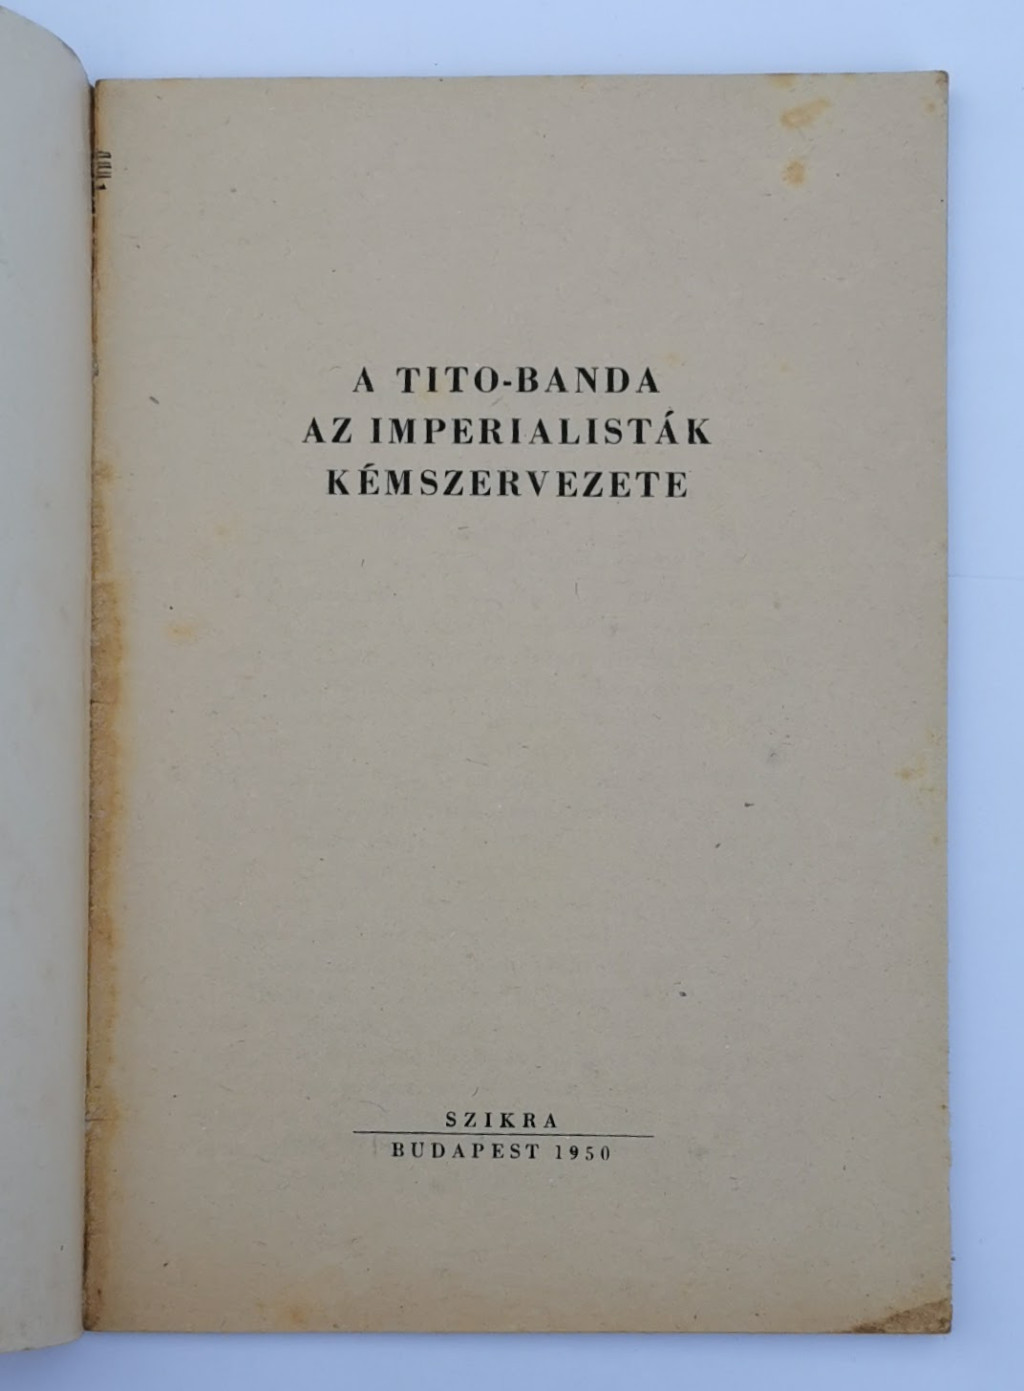 A TITO-BANDA
AZ IMPERIALISTÁK
KÉMSZERVEZETE
SZIKRA
BUDAPEST 1950